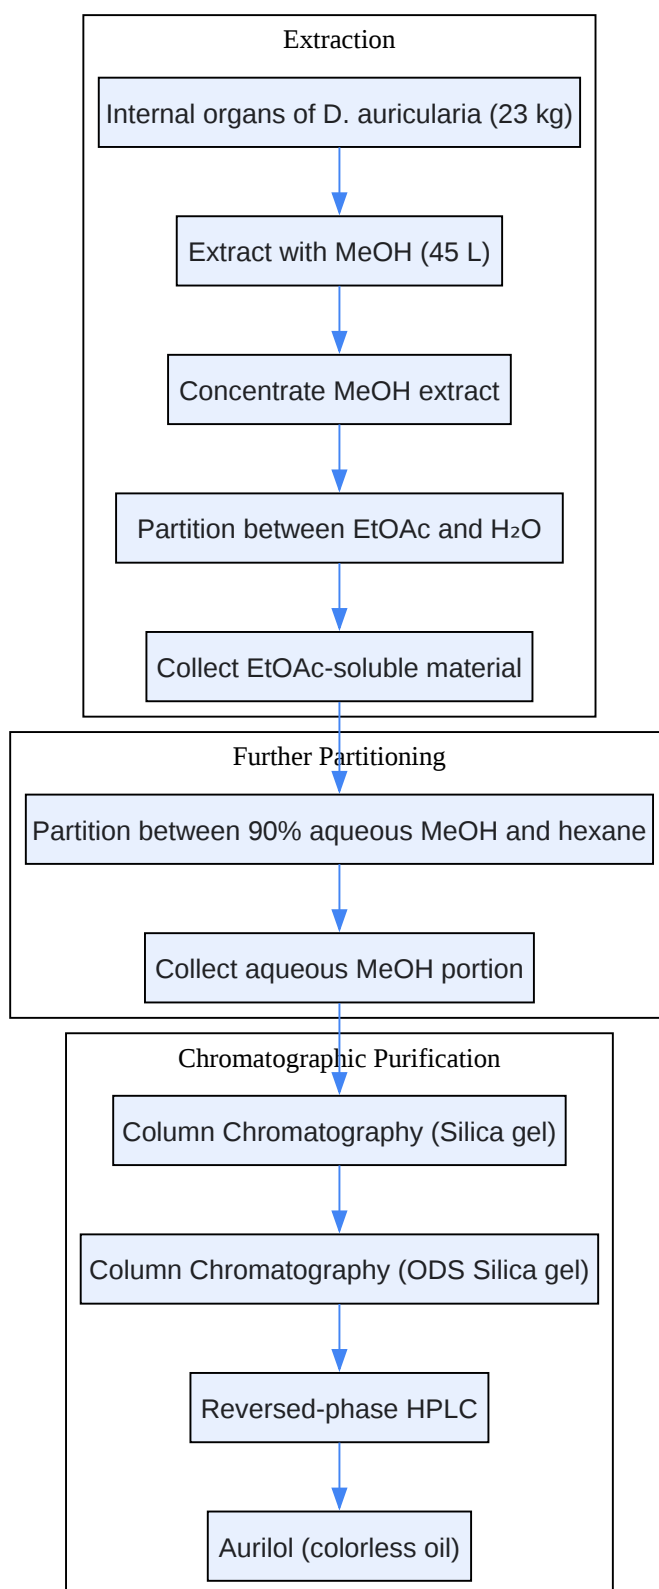 Extraction
Internal organs of D. auricularia (23 kg)
Extract with MeOH (45 L)
Concentrate MeOH extract
Partition between EtOAc and H₂O
Collect EtOAc-soluble material
Further Partitioning
Partition between 90% aqueous MeOH and hexane
Collect aqueous MeOH portion
Chromatographic Purification
Column Chromatography (Silica gel)
Column Chromatography (ODS Silica gel)
Reversed-phase HPLC
Aurilol (colorless oil)